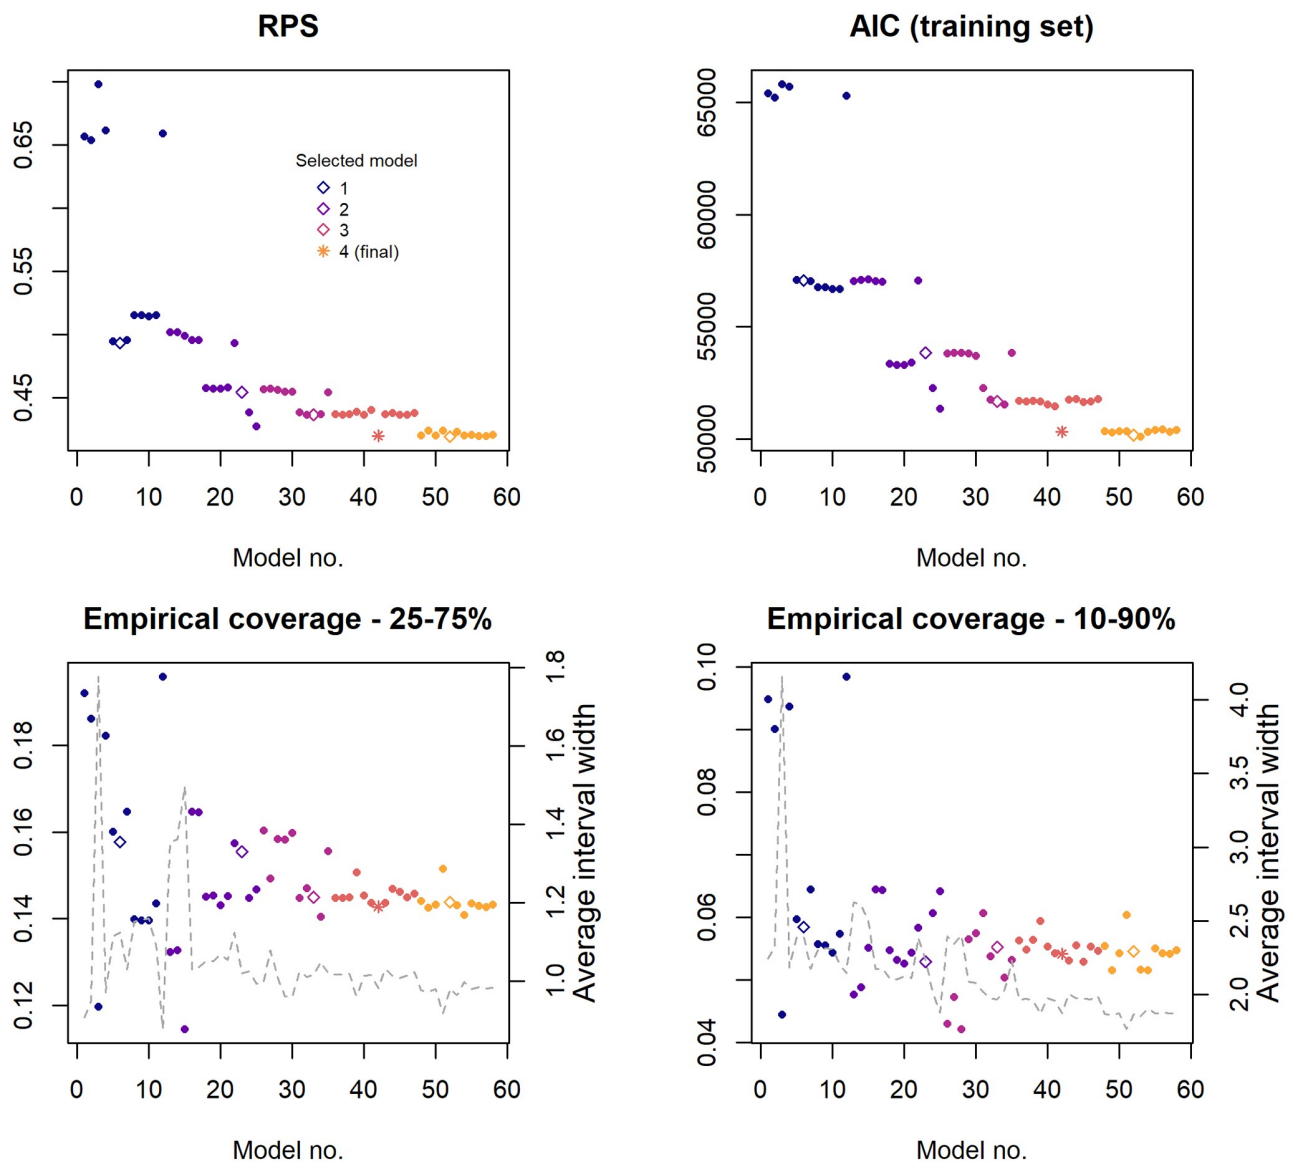 RPS
0.65
0.55
0.45
Selected model
1
2
3
4 (final)
0 10 20 30 40 50 60
Model no.
AIC (training set)
65000
60000
55000
50000
0 10 20 30 40 50 60
Model no.
Empirical coverage - 25-75%
0.18
0.16
0.14
0.12
1.8
1.6
1.4
1.2
1.0
Average interval width
0 10 20 30 40 50 60
Model no.
Empirical coverage - 10-90%
0.10
0.08
0.06
0.04
4.0
3.5
3.0
2.5
2.0
Average interval width
0 10 20 30 40 50 60
Model no.